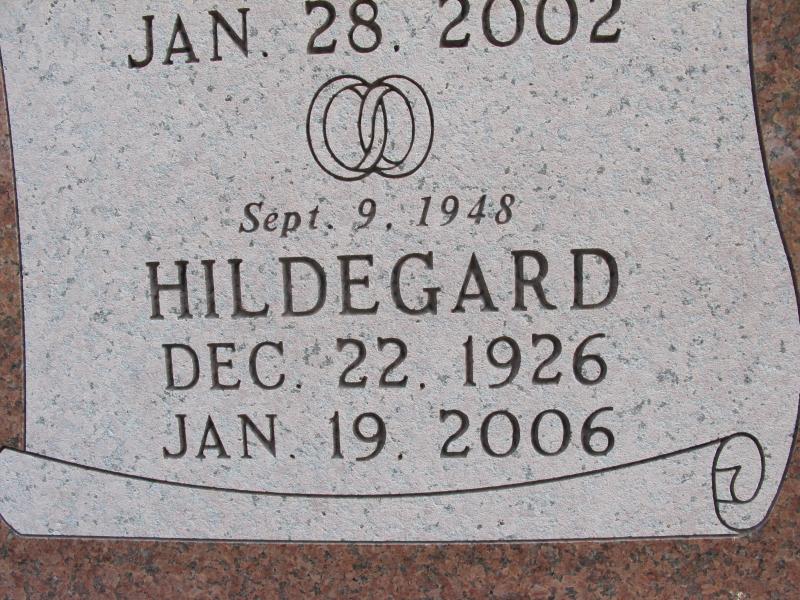 JAN. 28. 2002
Sept. 9, 1948
HILDEGARD
DEC. 22. 1926
JAN. 19. 2006